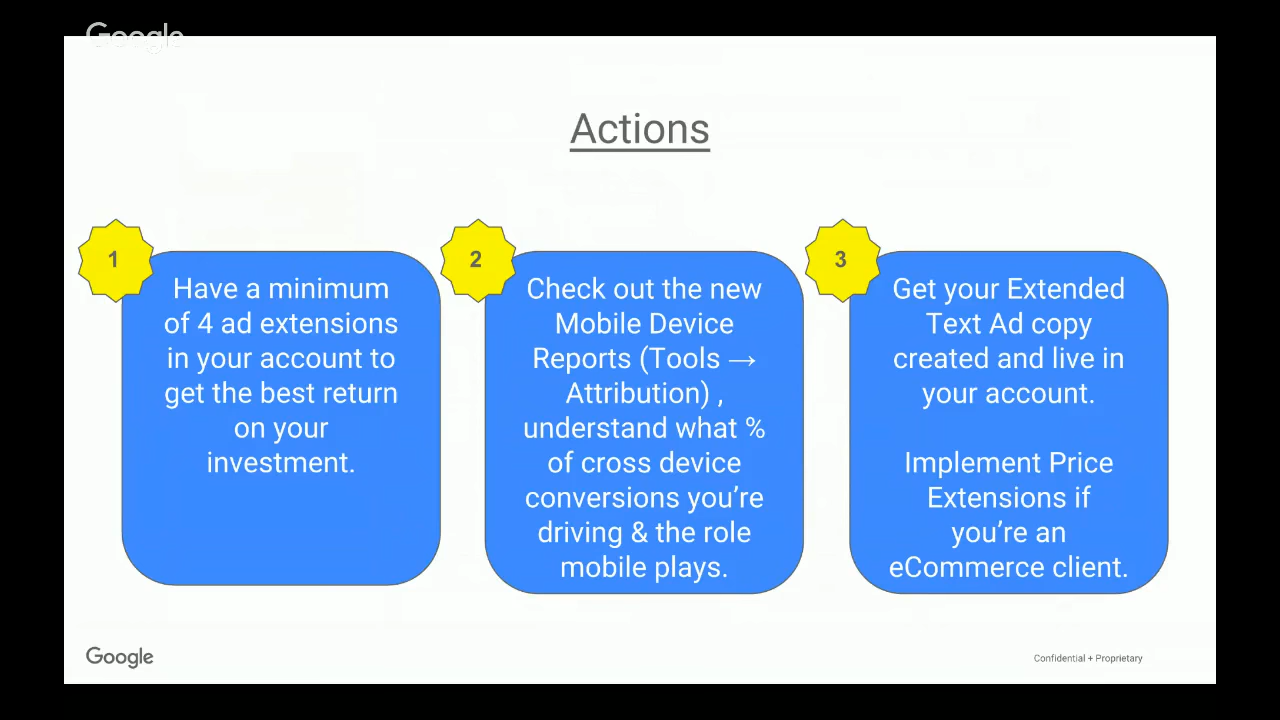 Google
Actions
1
Have a minimum
of 4 ad extensions
in your account to
get the best return
on your
investment.
2
Check out the new
Mobile Device
Reports (Tools →
Attribution) ,
understand what %
of cross device
conversions you’re
driving & the role
mobile plays.
3
Get your Extended
Text Ad copy
created and live in
your account.
Implement Price
Extensions if
you’re an
eCommerce client.
Google
Confidential + Proprietary